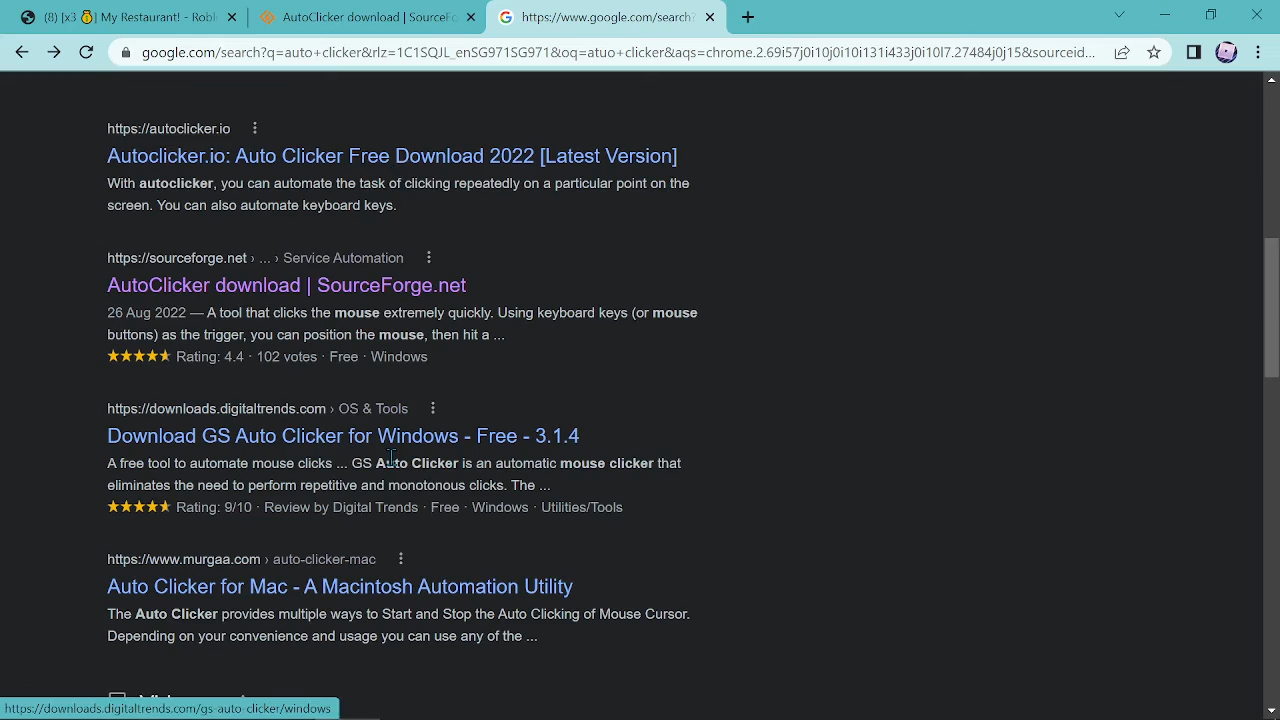 (8) [x3 💰] My Restaurant! - Robl
AutoClicker download | SourceFo
https://www.google.com/search?
google.com/search?q=auto+clicker&rlz=1C1SQJL_enSG971SG971&oq=atuo+clicker&aqs=chrome.2.69i57j0i10j0i10i131i433j0i10l7.27484j0j15&sourceid...
https://autoclicker.io
Autoclicker.io: Auto Clicker Free Download 2022 [Latest Version]
With autoclicker, you can automate the task of clicking repeatedly on a particular point on the
screen. You can also automate keyboard keys.
https://sourceforge.net › ... › Service Automation
AutoClicker download | SourceForge.net
26 Aug 2022 — A tool that clicks the mouse extremely quickly. Using keyboard keys (or mouse
buttons) as the trigger, you can position the mouse, then hit a ...
Rating: 4.4 · 102 votes · Free · Windows
https://downloads.digitaltrends.com › OS & Tools
Download GS Auto Clicker for Windows - Free - 3.1.4
A free tool to automate mouse clicks ... GS Auto Clicker is an automatic mouse clicker that
eliminates the need to perform repetitive and monotonous clicks. The ...
Rating: 9/10 · Review by Digital Trends · Free · Windows · Utilities/Tools
https://www.murgaa.com › auto-clicker-mac
Auto Clicker for Mac - A Macintosh Automation Utility
The Auto Clicker provides multiple ways to Start and Stop the Auto Clicking of Mouse Cursor.
Depending on your convenience and usage you can use any of the ...
https://downloads.digitaltrends.com/gs-auto-clicker/windows